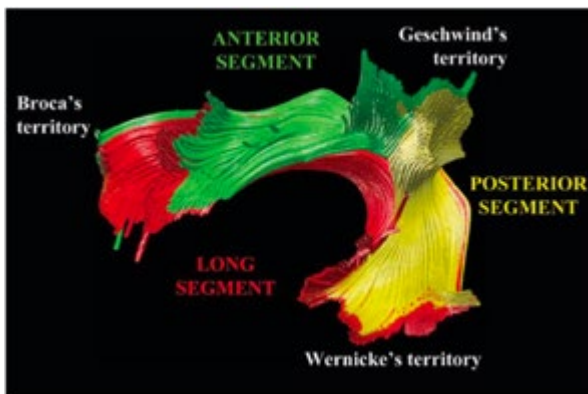 ANTERIOR
SEGMENT
Geschwind's
territory
Broca's
territory
POSTERIOR
SEGMENT
LONG
SEGMENT
Wernicke's territory